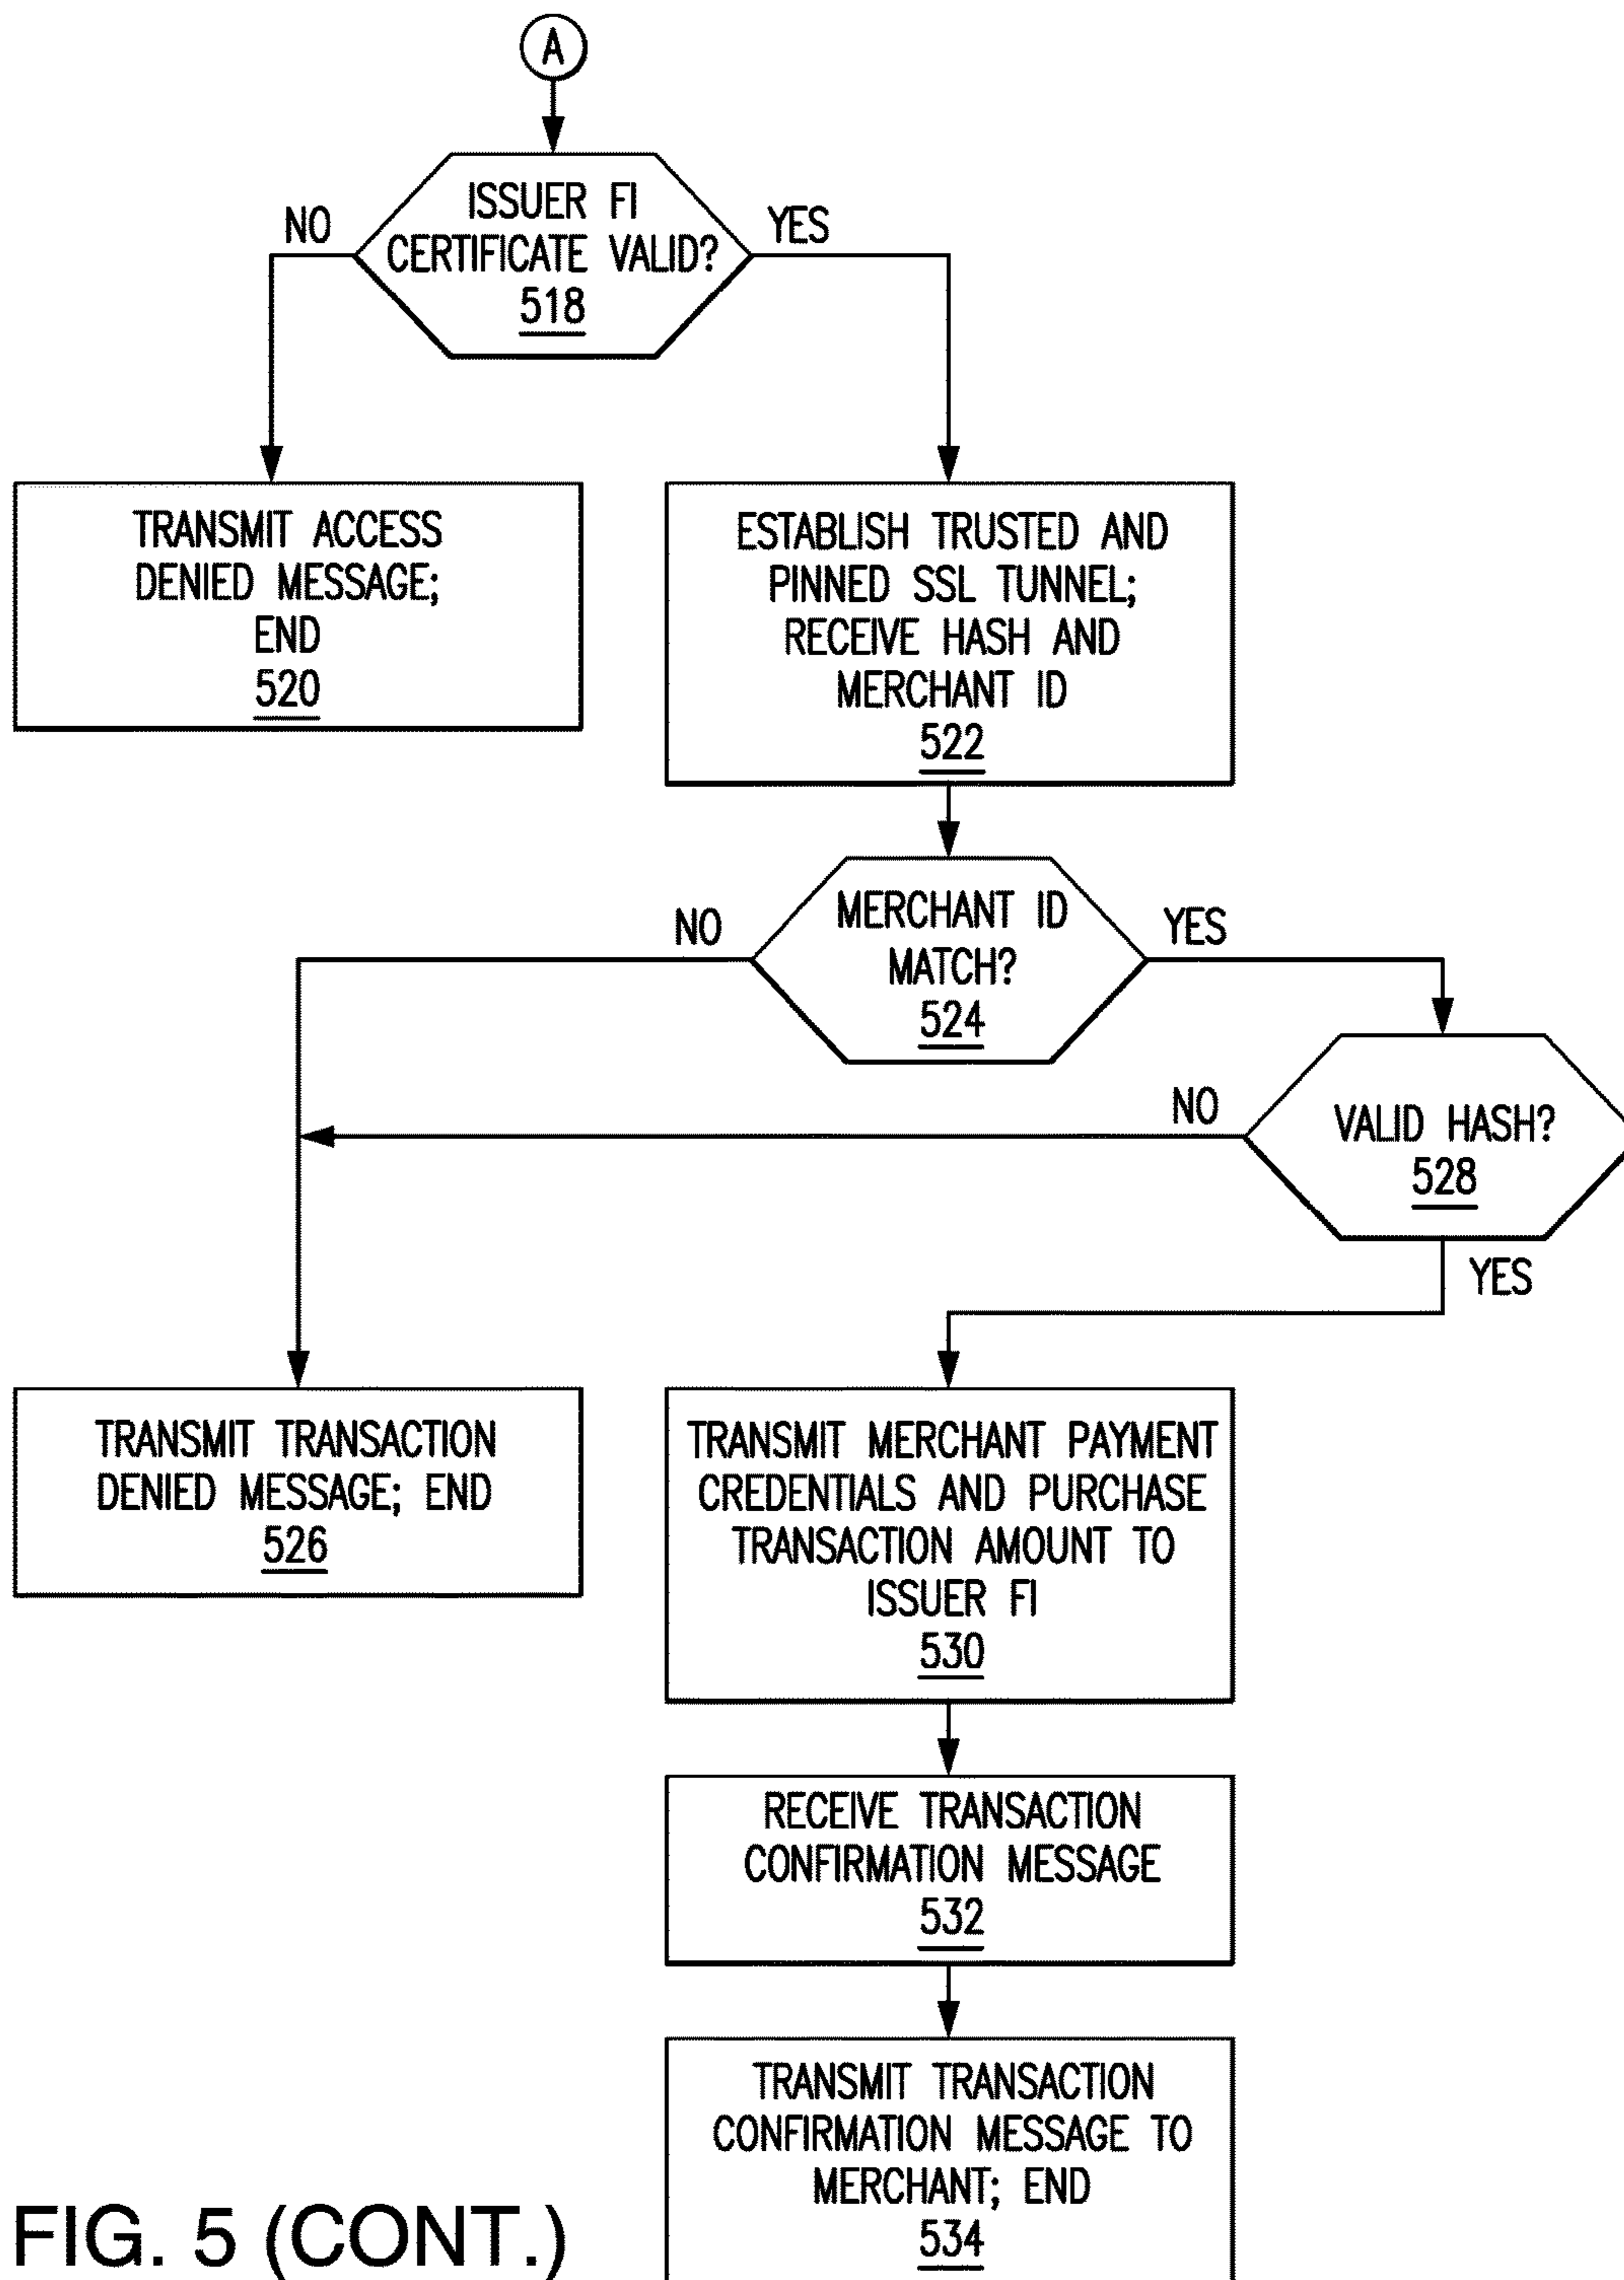 A
ISSUER FI
CERTIFICATE VALID?
518
NO
YES
TRANSMIT ACCESS
DENIED MESSAGE;
END
520
ESTABLISH TRUSTED AND
PINNED SSL TUNNEL;
RECEIVE HASH AND
MERCHANT ID
522
MERCHANT ID
MATCH?
524
NO
YES
VALID HASH?
528
NO
YES
TRANSMIT TRANSACTION
DENIED MESSAGE; END
526
TRANSMIT MERCHANT PAYMENT
CREDENTIALS AND PURCHASE
TRANSACTION AMOUNT TO
ISSUER FI
530
RECEIVE TRANSACTION
CONFIRMATION MESSAGE
532
TRANSMIT TRANSACTION
CONFIRMATION MESSAGE TO
MERCHANT; END
534
FIG. 5 (CONT.)